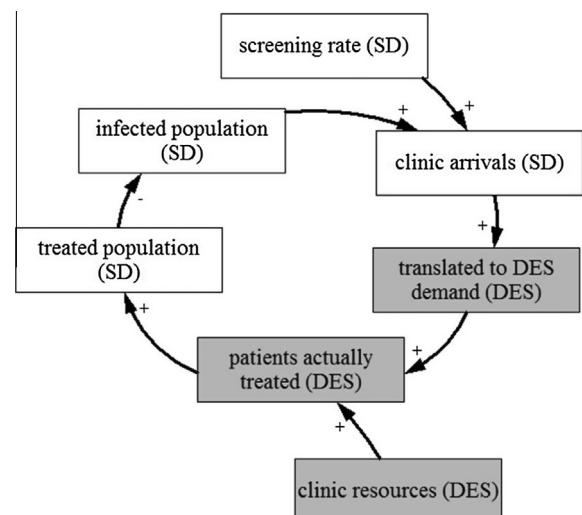 screening rate (SD)
+
+
infected population
(SD)
clinic arrivals (SD)
-
+
treated population
(SD)
translated to DES
demand (DES)
+
+
patients actually
treated (DES)
+
clinic resources (DES)